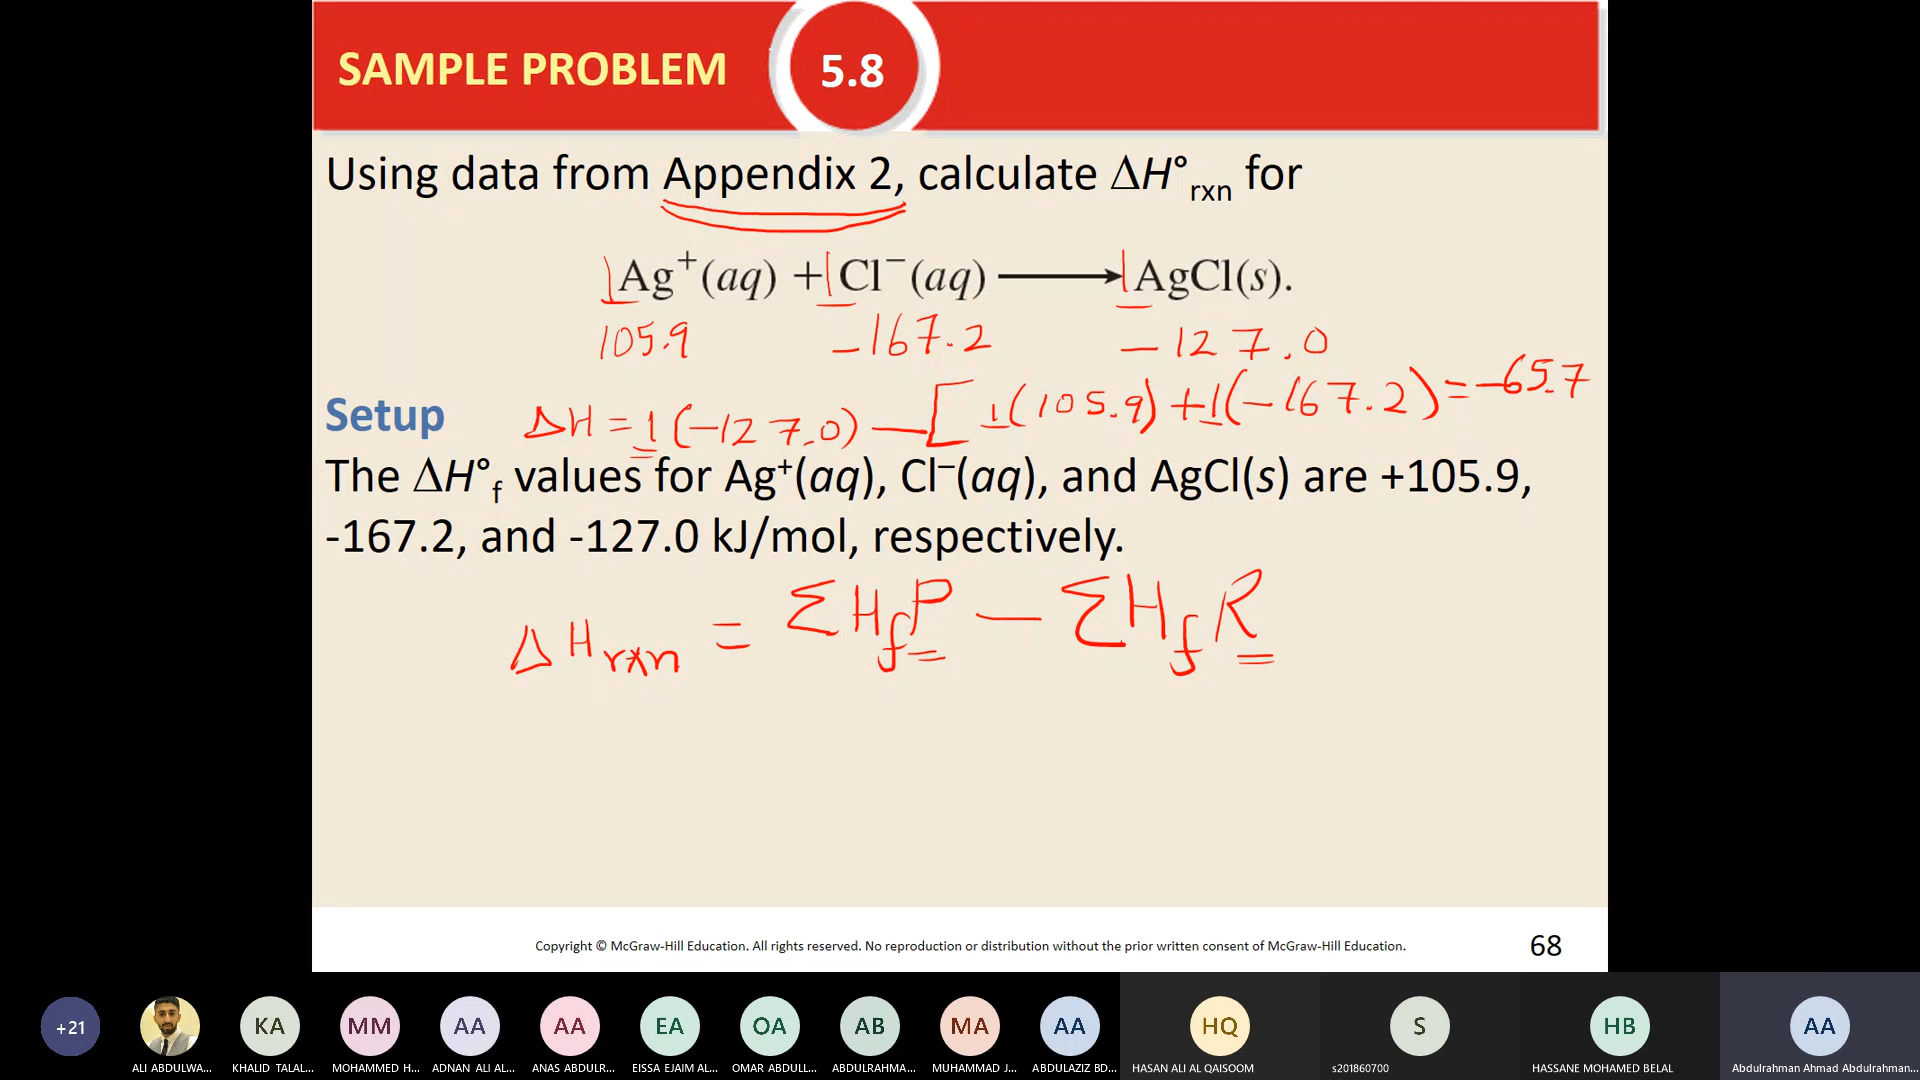 SAMPLE PROBLEM 5.8
Using data from Appendix 2, calculate ΔH°rxn for
1 Ag⁺(aq) + 1 Cl⁻(aq) ⟶ 1 AgCl(s).
105.9 -167.2 -127.0
ΔH = 1(-127.0) - [1(105.9) + 1(-167.2) = -65.7
Setup
The ΔH°f values for Ag⁺(aq), Cl⁻(aq), and AgCl(s) are +105.9,
-167.2, and -127.0 kJ/mol, respectively.
ΔHrxn = ΣHfP - ΣHfR
Copyright © McGraw-Hill Education. All rights reserved. No reproduction or distribution without the prior written consent of McGraw-Hill Education.
68
+21 KA MM AA AA EA OA AB MA AA HQ S HB AA
ALI ABDULWA... KHALID TALAL... MOHAMMED H... ADNAN ALI AL... ANAS ABDULR... EISSA EJAIM AL... OMAR ABDULL... ABDULRAHMA... MUHAMMAD J... ABDULAZIZ BD... HASAN ALI AL QAISOOM s201860700 HASSANE MOHAMED BELAL Abdulrahman Ahmad Abdulrahman...